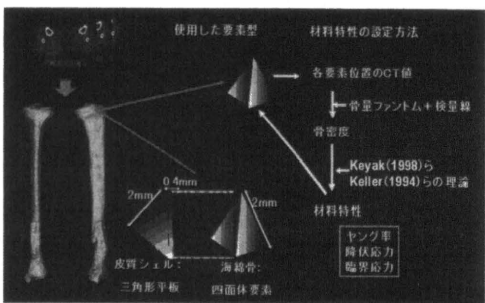 使用した要素型
材料特性の設定方法
各要素位置のCT値
骨量ファントム+検量線
骨密度
Keyak(1998)ら
Keller(1994)らの理論
材料特性
ヤング率
降伏応力
臨界応力
0.4mm
2mm
2mm
皮質シェル:
三角形平板
海綿骨:
四面体要素